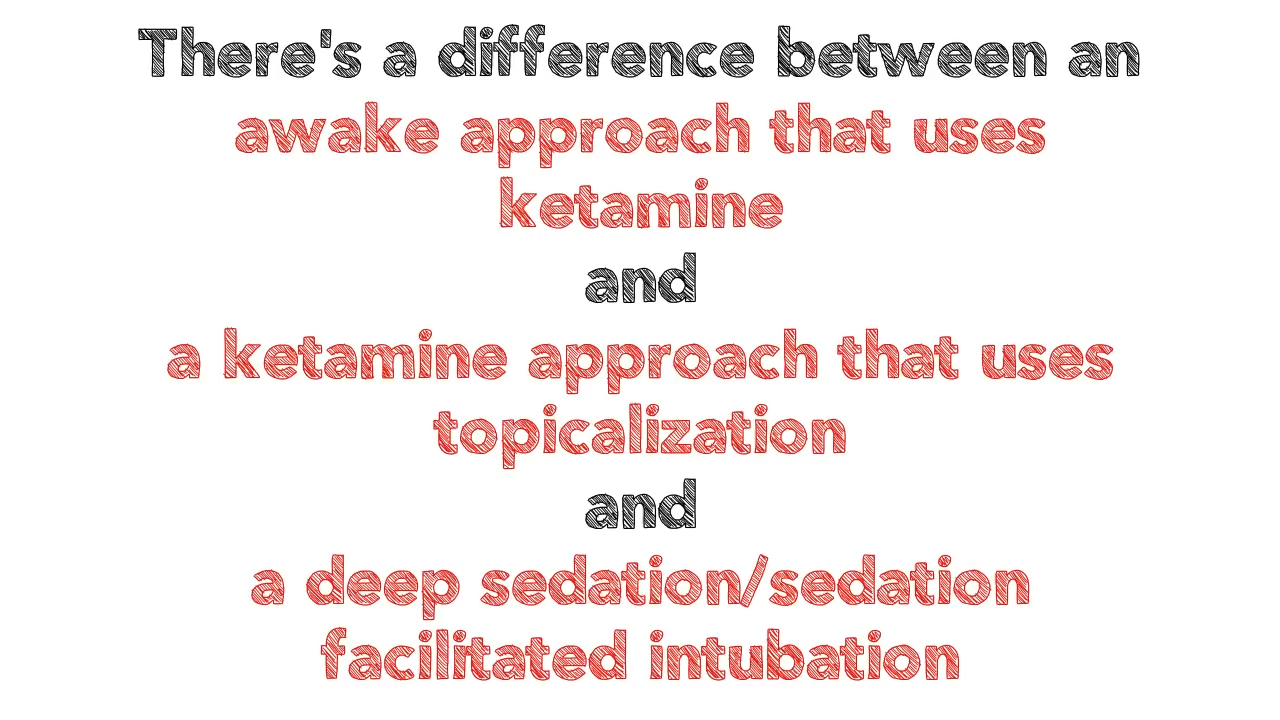 There's a difference between an
awake approach that uses
ketamine
and
a ketamine approach that uses
topicalization
and
a deep sedation/sedation
facilitated intubation